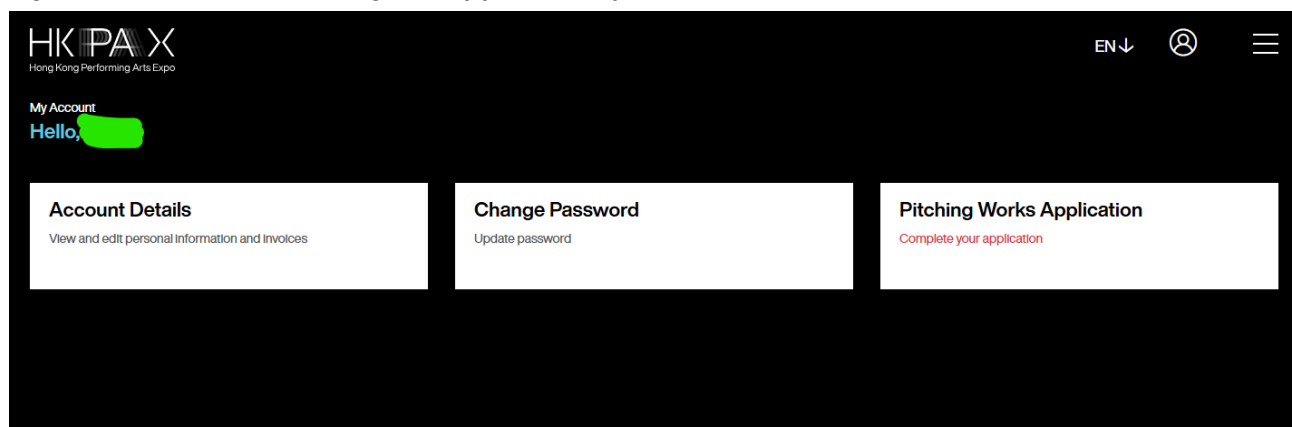 HKPAX
Hong Kong Performing Arts Expo
EN↓
My Account
Hello,
Account Details
View and edit personal information and invoices
Change Password
Update password
Pitching Works Application
Complete your application